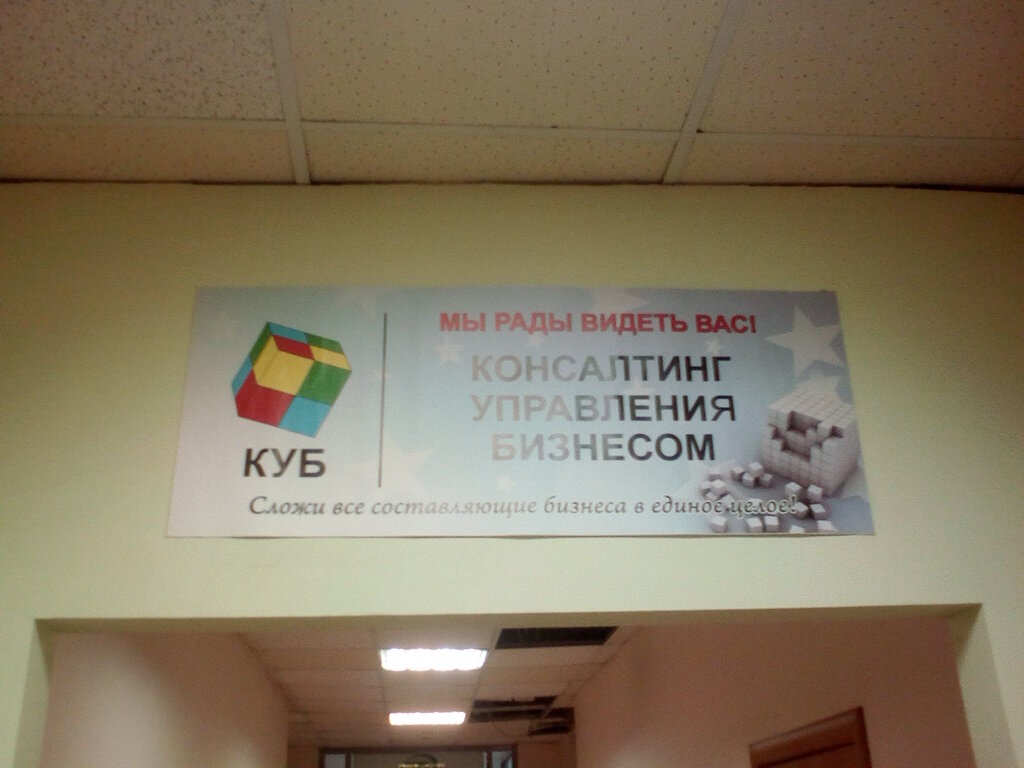 КУБ
МЫ РАДЫ ВИДЕТЬ ВАС!
КОНСАЛТИНГ
УПРАВЛЕНИЯ
БИЗНЕСОМ
Сложи все составляющие бизнеса в единое целое!